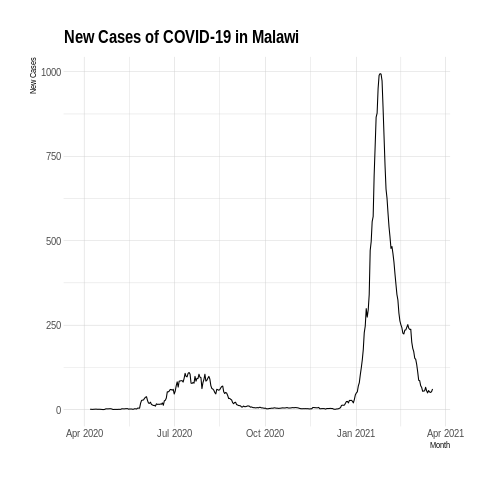 New Cases of COVID-19 in Malawi
New Cases
1000
750
500
250
0
Apr 2020 Jul 2020 Oct 2020 Jan 2021 Apr 2021
Month